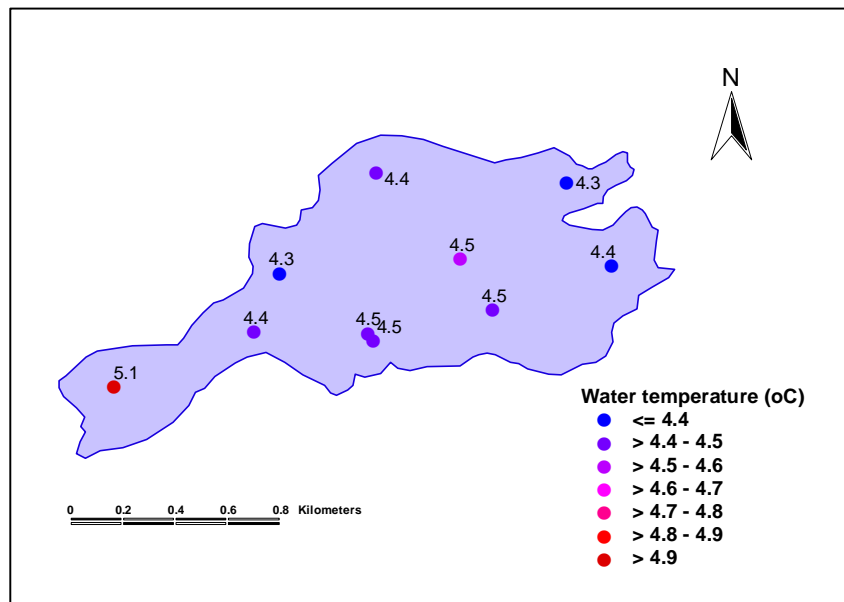 N
4.4
4.3
4.5
4.4
4.3
4.5
4.4
4.5
4.5
5.1
Water temperature (oC)
<= 4.4
> 4.4 - 4.5
> 4.5 - 4.6
> 4.6 - 4.7
> 4.7 - 4.8
> 4.8 - 4.9
> 4.9
0 0.2 0.4 0.6 0.8 Kilometers